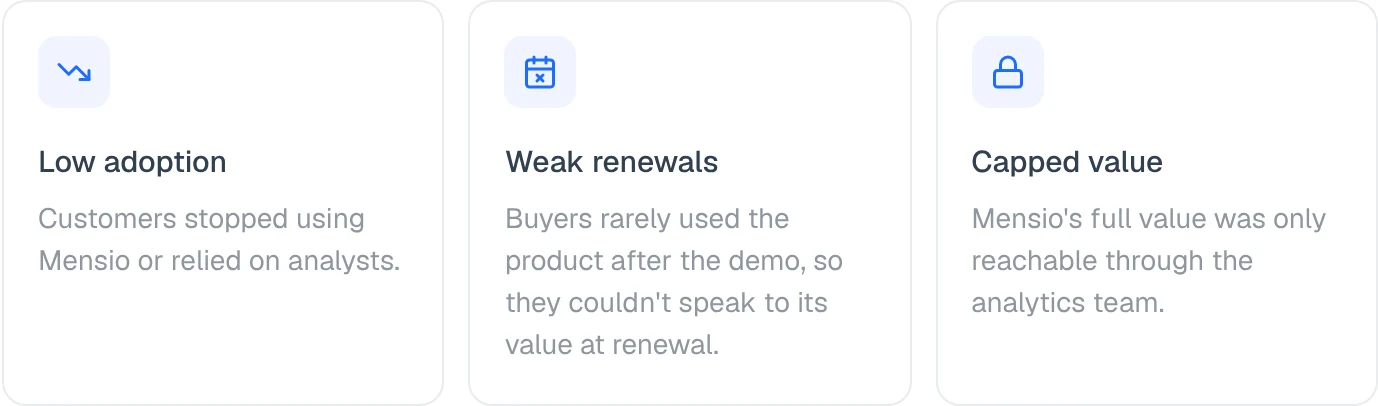 Low adoption
Customers stopped using
Mensio or relied on analysts.
Weak renewals
Buyers rarely used the
product after the demo, so
they couldn't speak to its
value at renewal.
Capped value
Mensio's full value was only
reachable through the
analytics team.